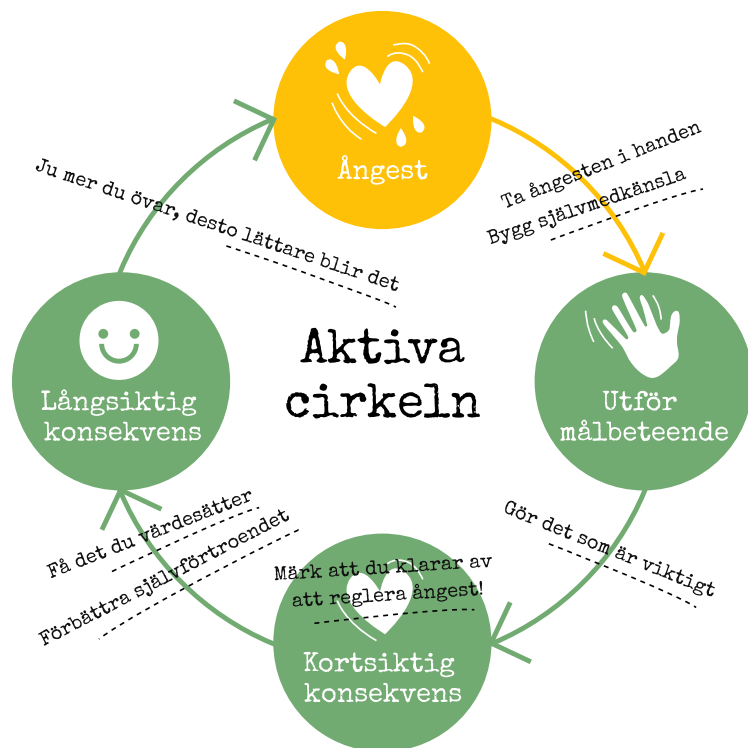 Ångest
Ta ångesten i handen
Bygg självmedkänsla
Ju mer du övar, desto lättare blir det
Aktiva
cirkeln
Långsiktig
konsekvens
Utför
målbeteende
Få det du värdesätter
Förbättra självförtroendet
Gör det som är viktigt
Märk att du klarar av
att reglera ångest!
Kortsiktig
konsekvens